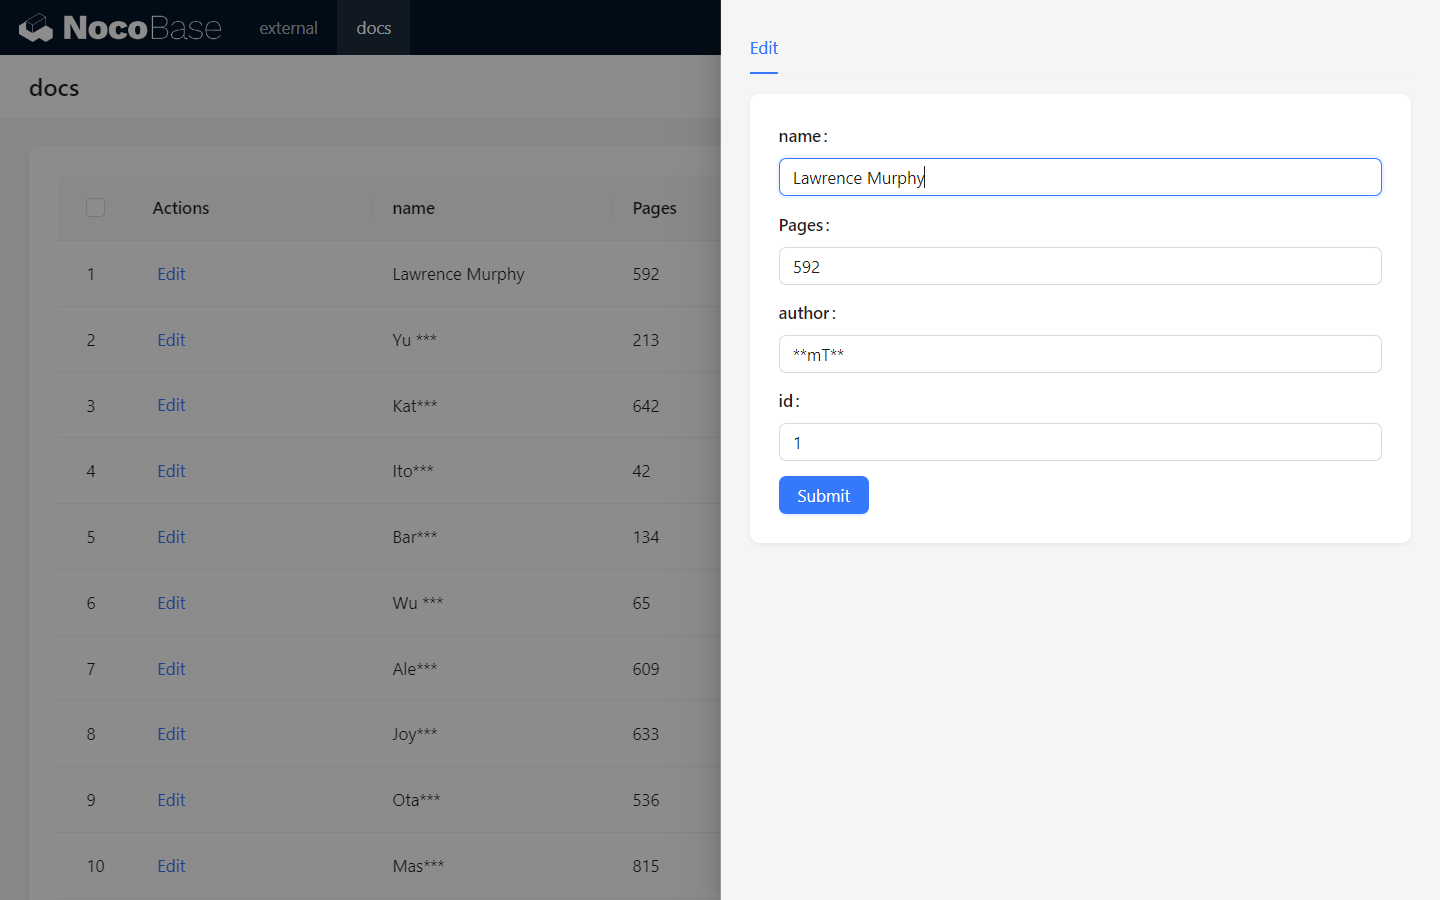 NocoBase external docs
docs
Actions name Pages
1 Edit Lawrence Murphy 592
2 Edit Yu *** 213
3 Edit Kat*** 642
4 Edit Ito*** 42
5 Edit Bar*** 134
6 Edit Wu *** 65
7 Edit Ale*** 609
8 Edit Joy*** 633
9 Edit Ota*** 536
10 Edit Mas*** 815
Edit
name:
Lawrence Murphy
Pages:
592
author:
**mT**
id:
1
Submit